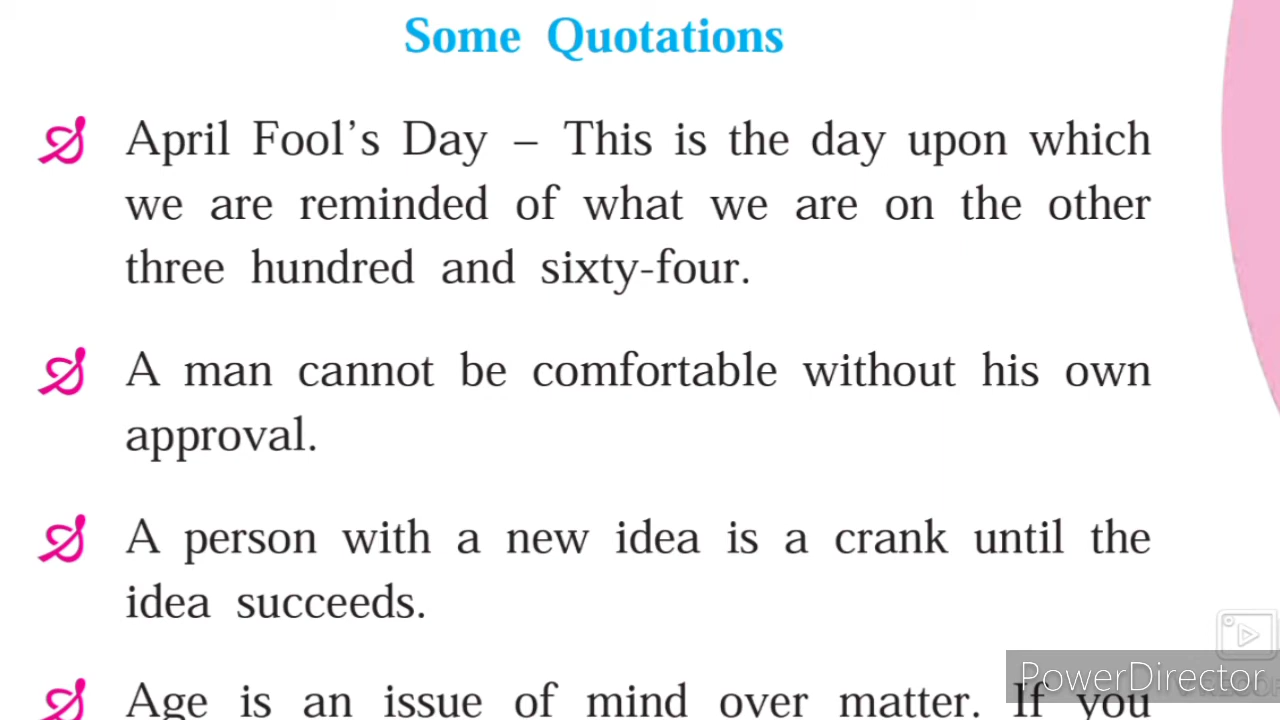 Some Quotations
April Fool's Day – This is the day upon which
we are reminded of what we are on the other
three hundred and sixty-four.
A man cannot be comfortable without his own
approval.
A person with a new idea is a crank until the
idea succeeds.
Age is an issue of mind over matter. If you
PowerDirector